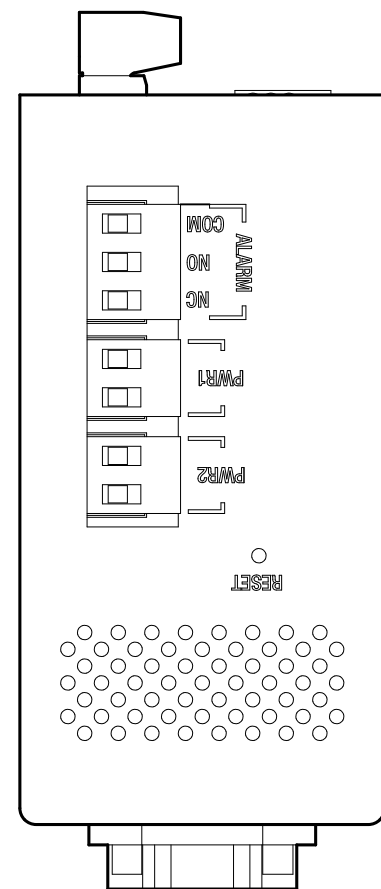 COM
NO
NC
ALARM
PWR1
PWR2
RESET